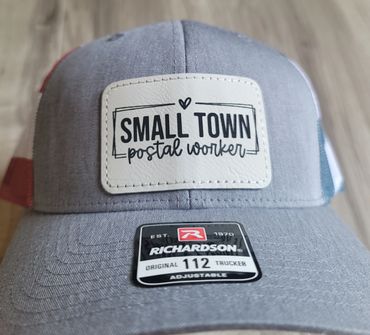 SMALL TOWN
postal worker
EST. R 1970
RICHARDSON
ORIGINAL 112 TRUCKER
ADJUSTABLE